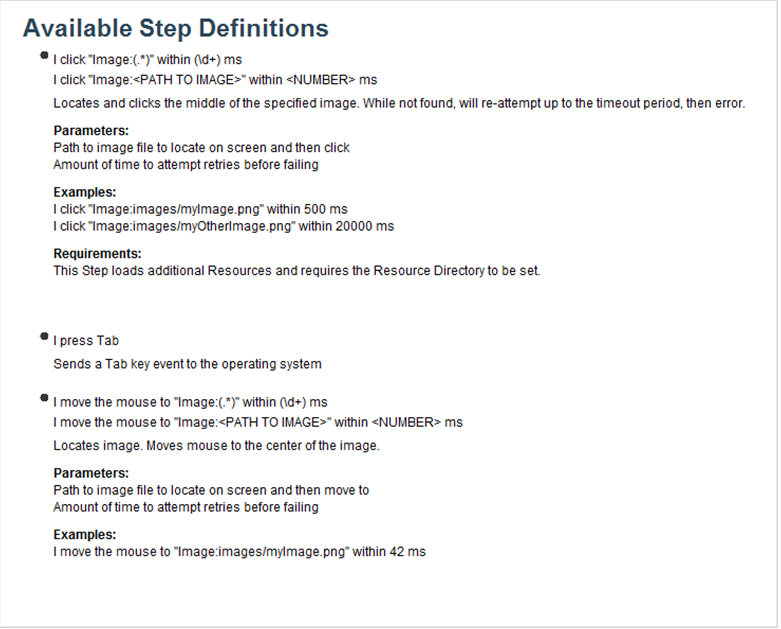 Available Step Definitions
I click "Image:(.*)" within (\d+) ms
I click "Image:<PATH TO IMAGE>" within <NUMBER> ms
Locates and clicks the middle of the specified image. While not found, will re-attempt up to the timeout period, then error.
Parameters:
Path to image file to locate on screen and then click
Amount of time to attempt retries before failing
Examples:
I click "Image:images/myImage.png" within 500 ms
I click "Image:images/myOtherImage.png" within 20000 ms
Requirements:
This Step loads additional Resources and requires the Resource Directory to be set.
I press Tab
Sends a Tab key event to the operating system
I move the mouse to "Image:(.*)" within (\d+) ms
I move the mouse to "Image:<PATH TO IMAGE>" within <NUMBER> ms
Locates image. Moves mouse to the center of the image.
Parameters:
Path to image file to locate on screen and then move to
Amount of time to attempt retries before failing
Examples:
I move the mouse to "Image:images/myImage.png" within 42 ms